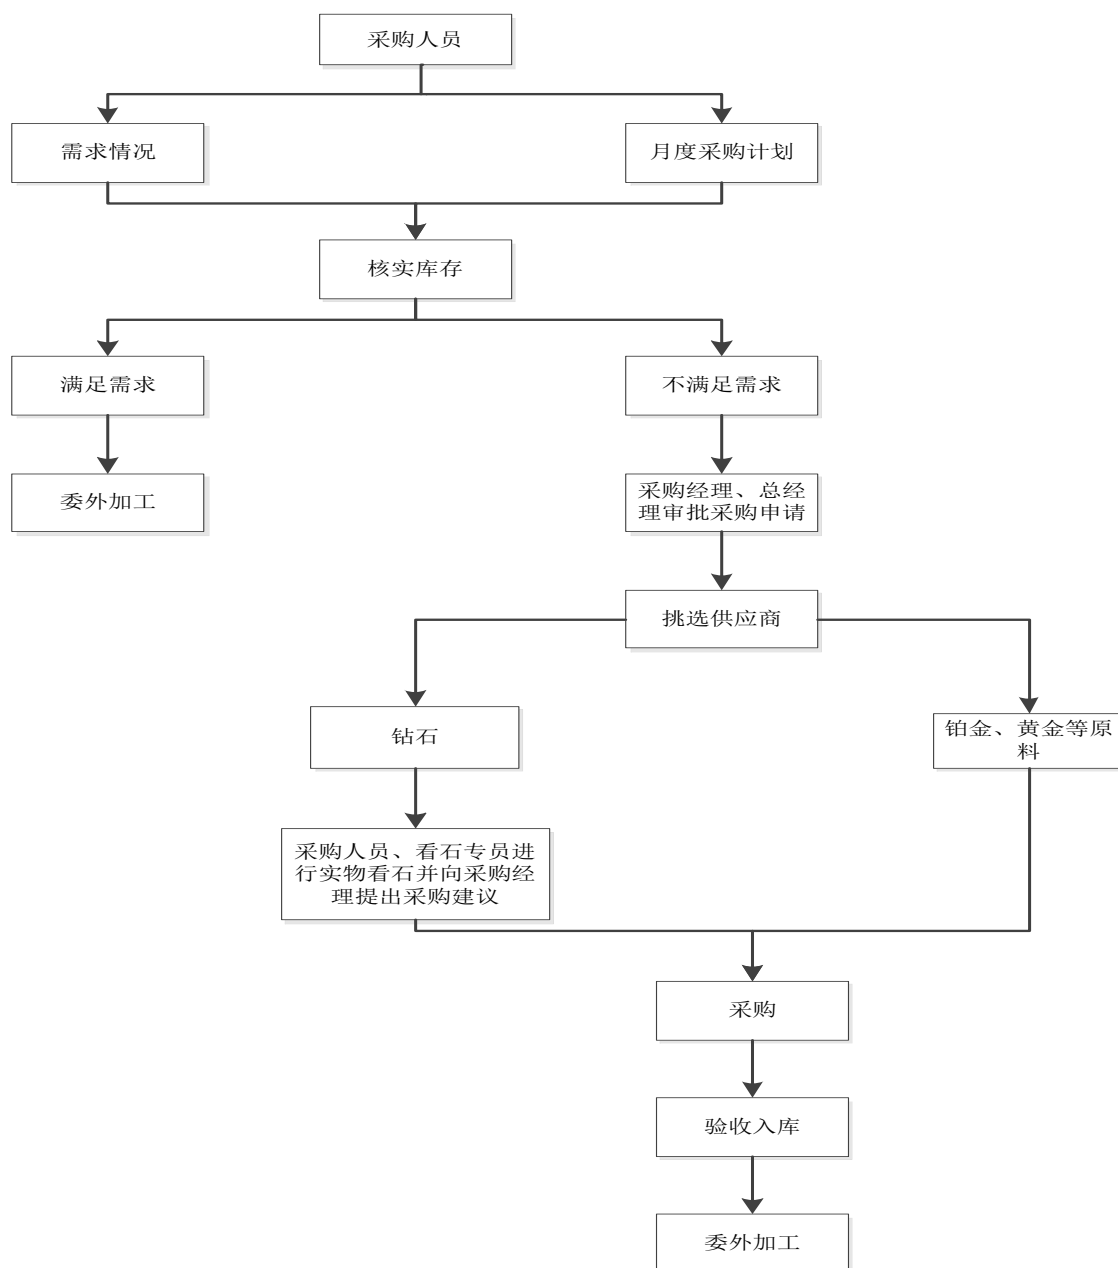 采购人员
需求情况
月度采购计划
核实库存
满足需求
不满足需求
委外加工
采购经理、总经
理审批采购申请
挑选供应商
钻石
铂金、黄金等原
料
采购人员、看石专员进
行实物看石并向采购经
理提出采购建议
采购
验收入库
委外加工